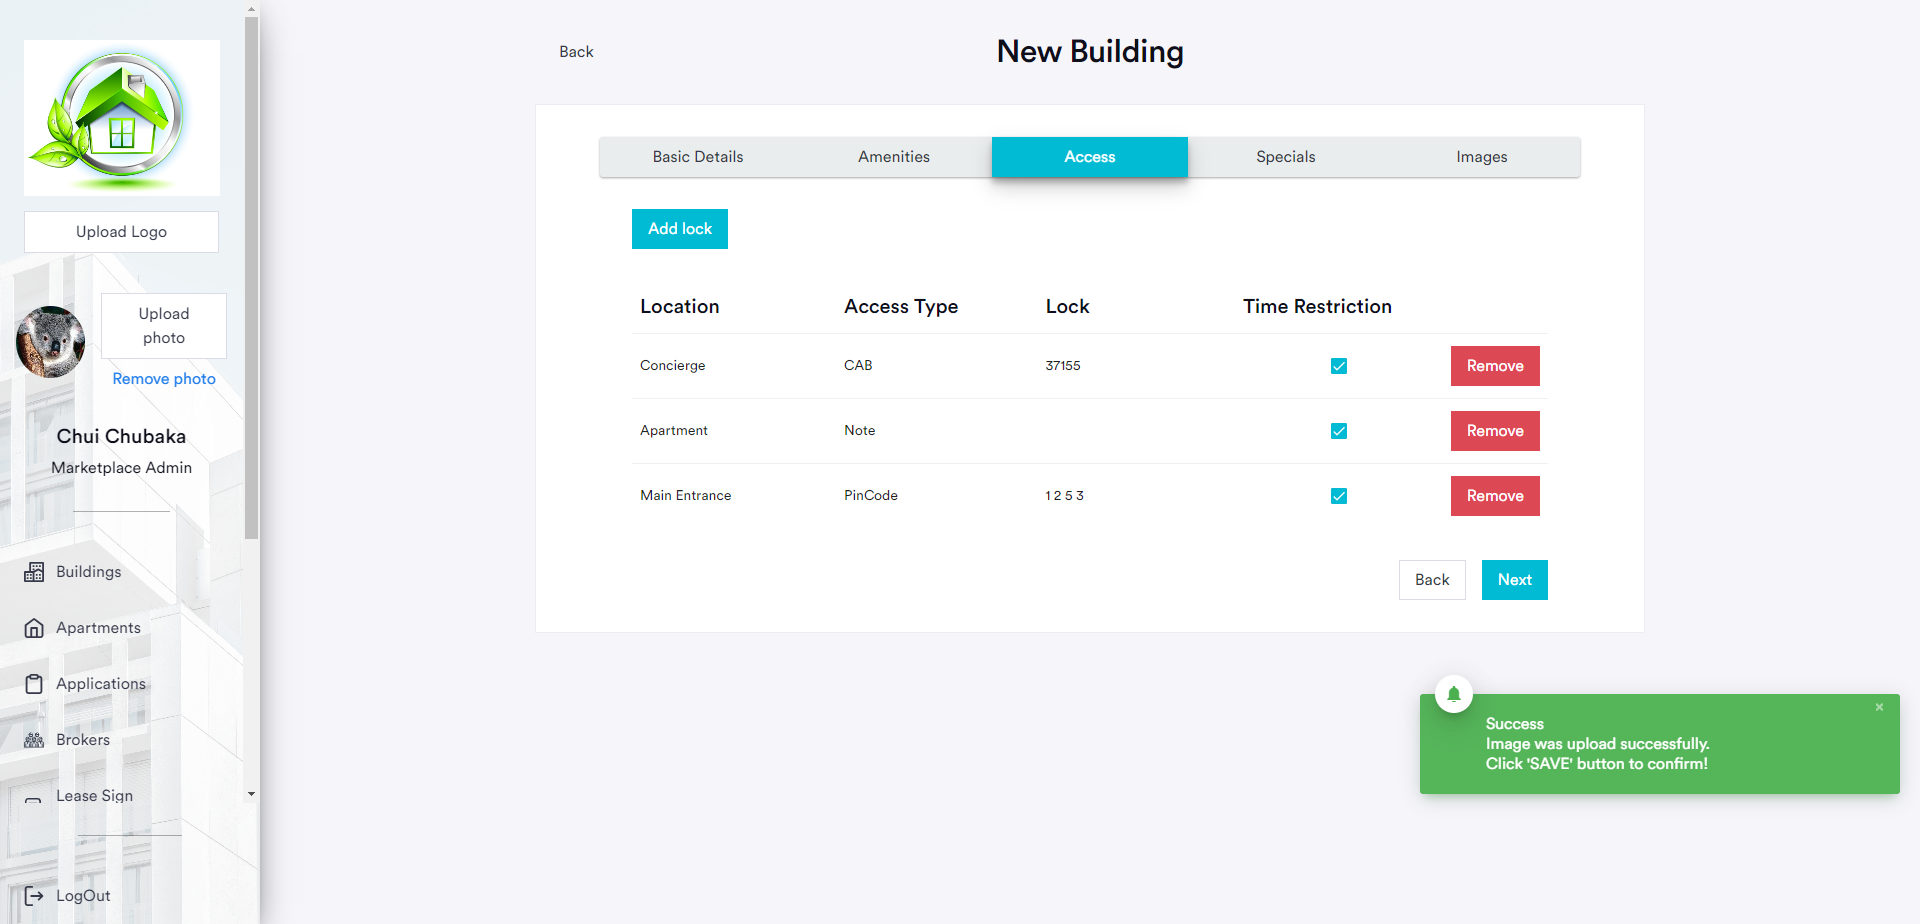 Upload Logo
Upload
photo
Remove photo
Chui Chubaka
Marketplace Admin
Buildings
Apartments
Applications
Brokers
Lease Sign
LogOut
Back
New Building
Basic Details
Amenities
Access
Specials
Images
Add lock
Location
Access Type
Lock
Time Restriction
Concierge
CAB
37155
Remove
Apartment
Note
Remove
Main Entrance
PinCode
1 2 5 3
Remove
Back
Next
×
Success
Image was upload successfully.
Click 'SAVE' button to confirm!